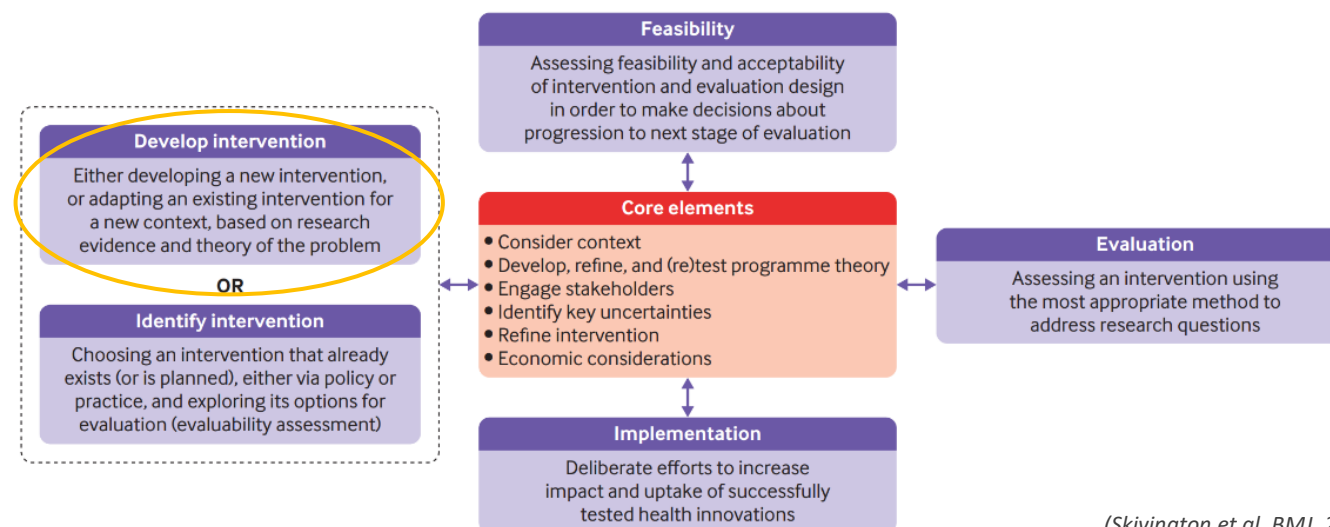 Feasibility
Assessing feasibility and acceptability
of intervention and evaluation design
in order to make decisions about
progression to next stage of evaluation
Develop intervention
Either developing a new intervention,
or adapting an existing intervention for
a new context, based on research
evidence and theory of the problem
OR
Identify intervention
Choosing an intervention that already
exists (or is planned), either via policy or
practice, and exploring its options for
evaluation (evaluability assessment)
Core elements
• Consider context
• Develop, refine, and (re)test programme theory
• Engage stakeholders
• Identify key uncertainties
• Refine intervention
• Economic considerations
Evaluation
Assessing an intervention using
the most appropriate method to
address research questions
Implementation
Deliberate efforts to increase
impact and uptake of successfully
tested health innovations
(Skivington et al, BMJ,